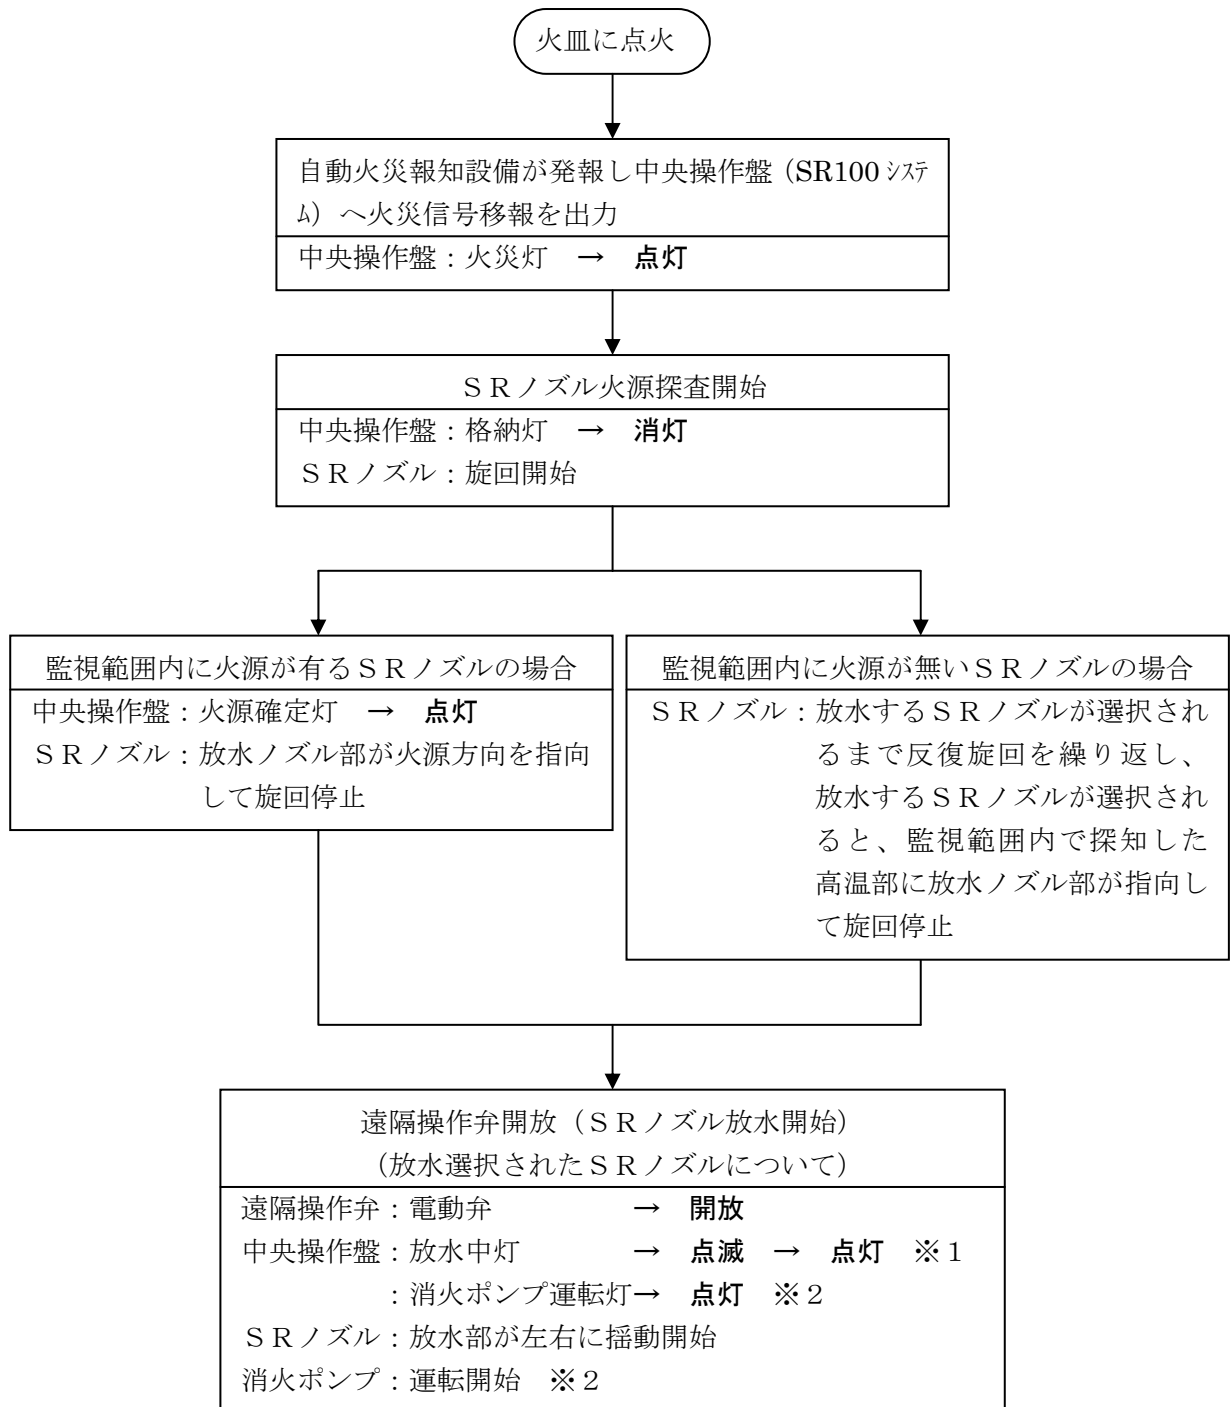 火皿に点火
自動火災報知設備が発報し中央操作盤（SR100 ｼｽﾃ
ﾑ）へ火災信号移報を出力
中央操作盤：火災灯　→　点灯
ＳＲノズル火源探査開始
中央操作盤：格納灯　→　消灯
ＳＲノズル：旋回開始
監視範囲内に火源が有るＳＲノズルの場合
中央操作盤：火源確定灯　→　点灯
ＳＲノズル：放水ノズル部が火源方向を指向
して旋回停止
監視範囲内に火源が無いＳＲノズルの場合
ＳＲノズル：放水するＳＲノズルが選択され
るまで反復旋回を繰り返し、
放水するＳＲノズルが選択され
ると、監視範囲内で探知した
高温部に放水ノズル部が指向し
て旋回停止
遠隔操作弁開放（ＳＲノズル放水開始）
（放水選択されたＳＲノズルについて）
遠隔操作弁：電動弁　→　開放
中央操作盤：放水中灯　→　点滅　→　点灯　※１
：消火ポンプ運転灯→　点灯　※２
ＳＲノズル：放水部が左右に揺動開始
消火ポンプ：運転開始　※２